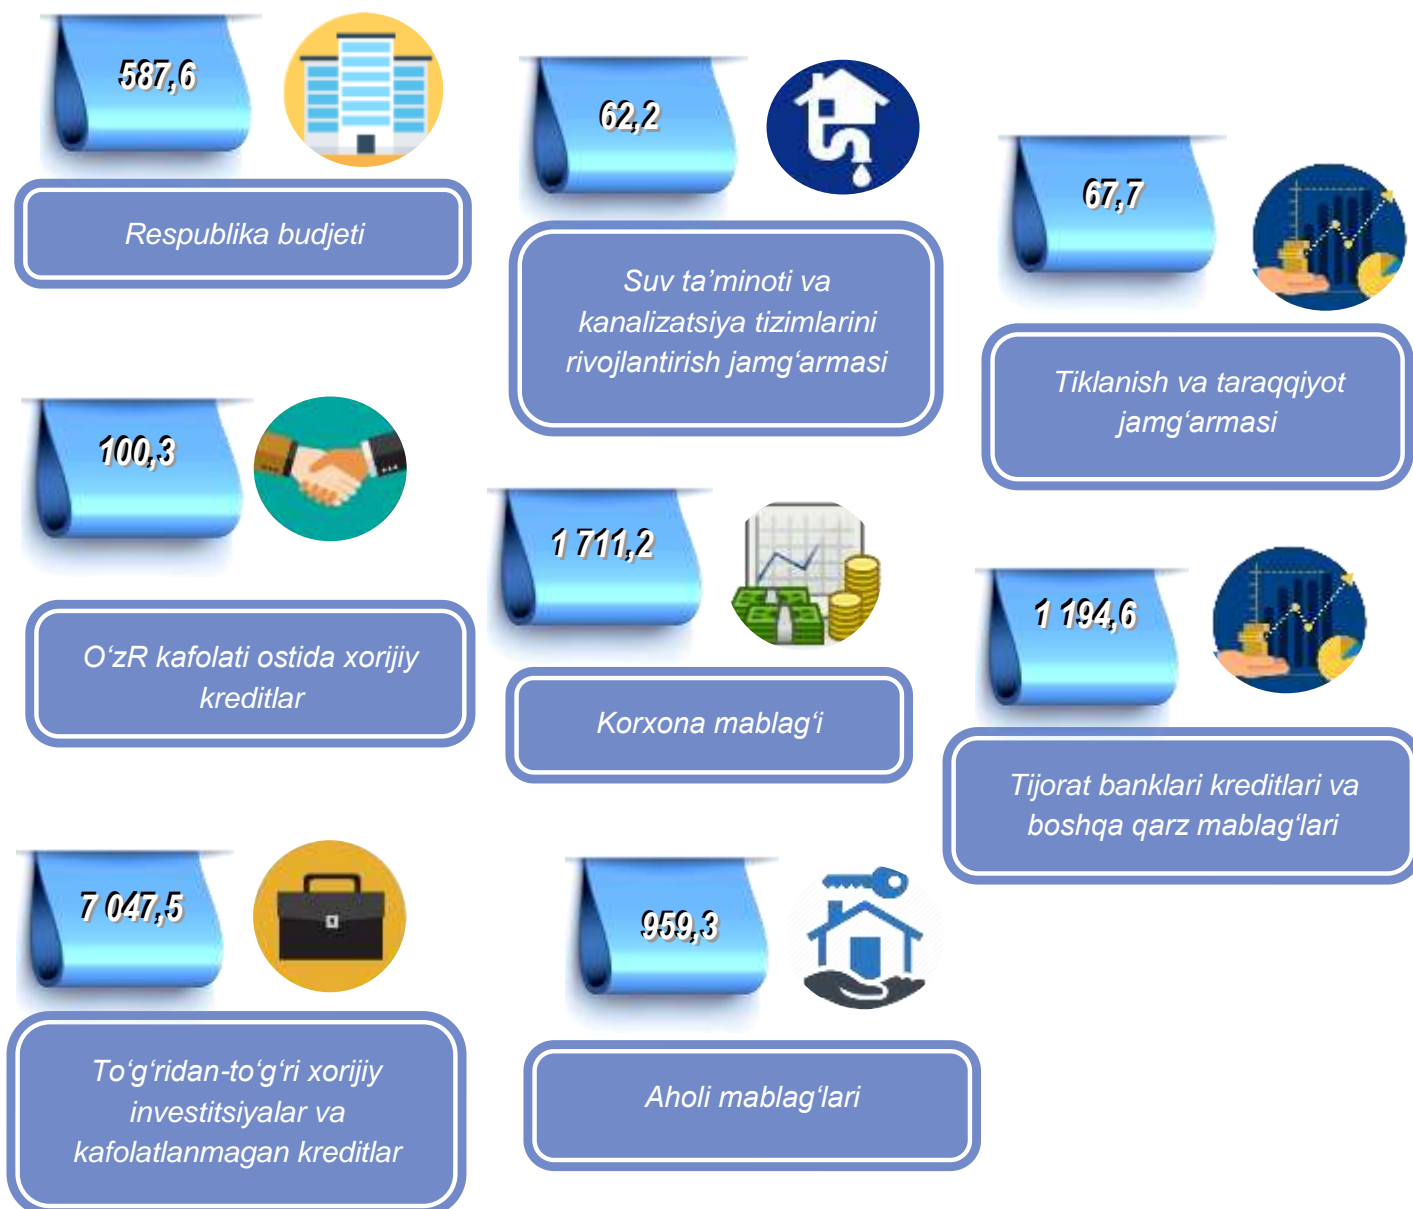 587,6
Respublika budjeti
62,2
Suv ta’minoti va
kanalizatsiya tizimlarini
rivojlantirish jamg‘armasi
67,7
Tiklanish va taraqqiyot
jamg‘armasi
100,3
O‘zR kafolati ostida xorijiy
kreditlar
1 711,2
Korxona mablag‘i
1 194,6
Tijorat banklari kreditlari va
boshqa qarz mablag‘lari
7 047,5
To‘g‘ridan-to‘g‘ri xorijiy
investitsiyalar va
kafolatlanmagan kreditlar
959,3
Aholi mablag‘lari